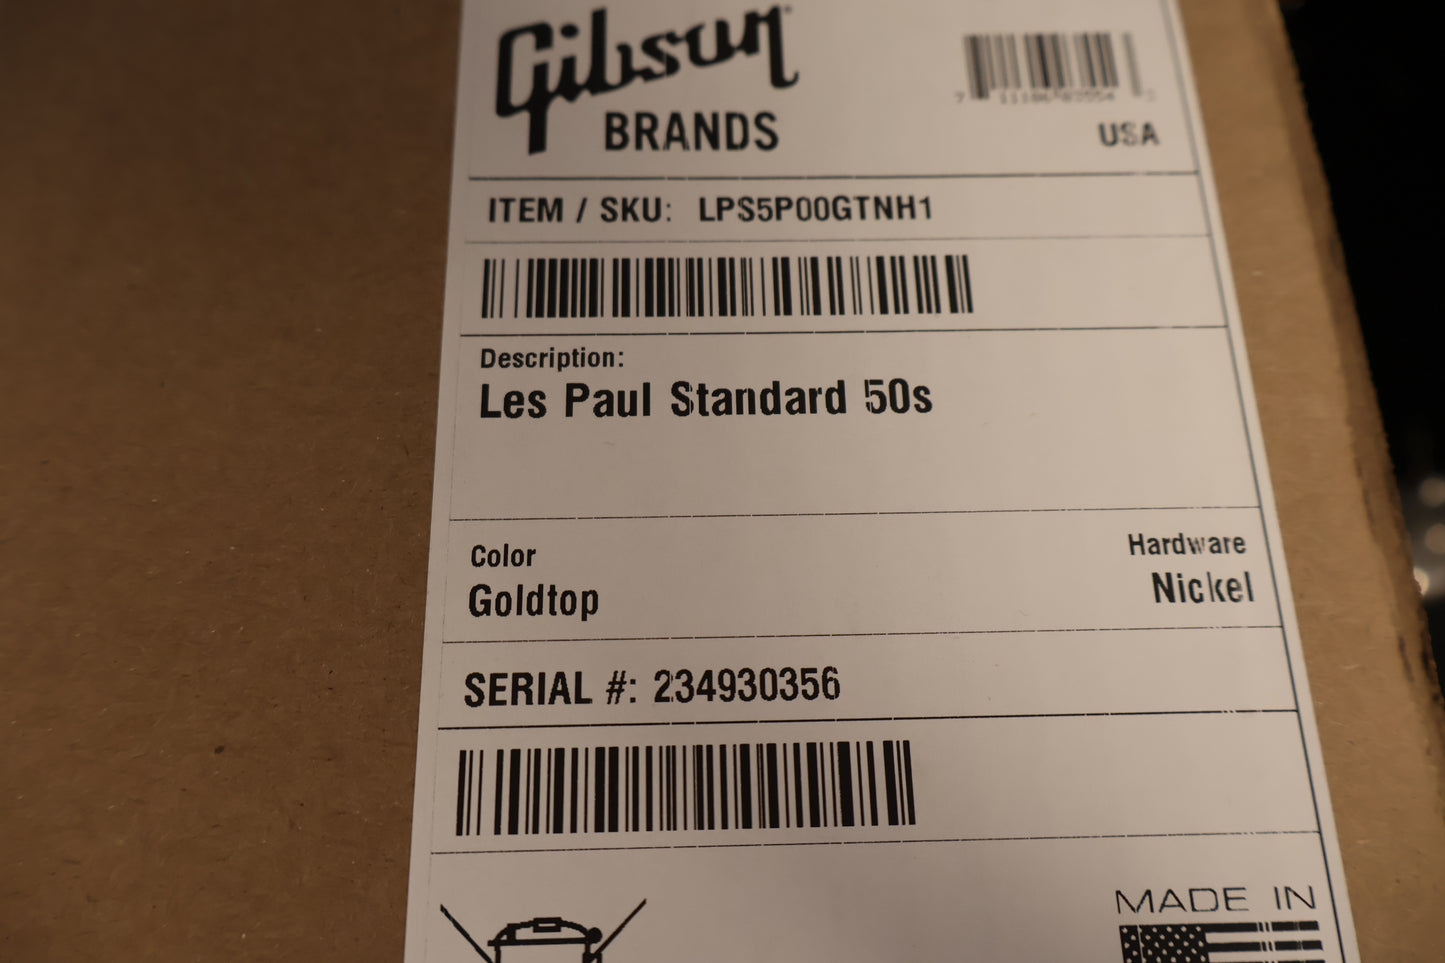 Gibson
BRANDS
USA
ITEM / SKU: LPS5P00GTNH1
Description:
Les Paul Standard 50s
Color
Goldtop
Hardware
Nickel
SERIAL #: 234930356
MADE IN